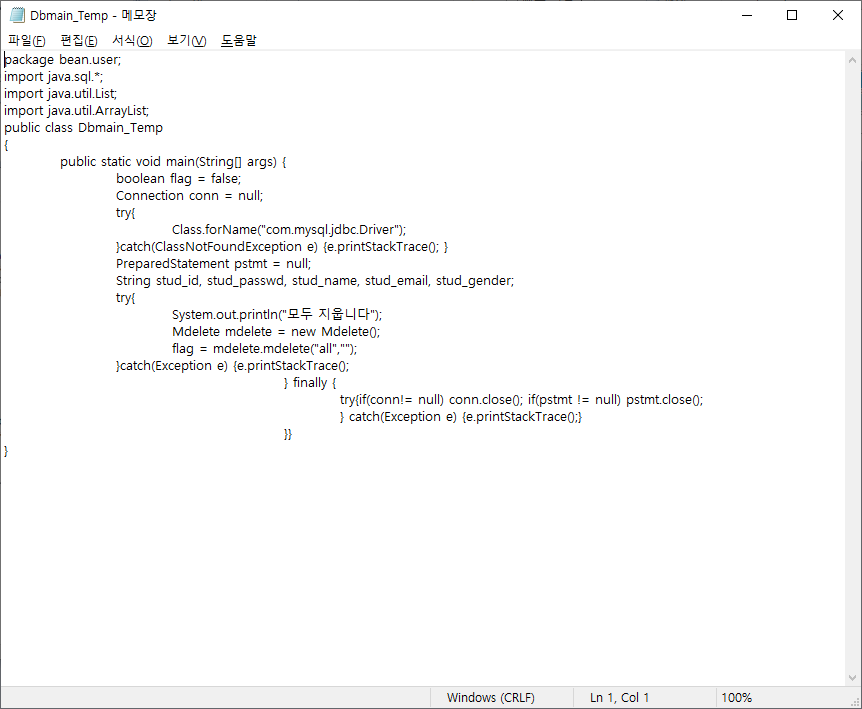 Dbmain_Temp - 메모장
파일(F) 편집(E) 서식(O) 보기(V) 도움말
package bean.user;
import java.sql.*;
import java.util.List;
import java.util.ArrayList;
public class Dbmain_Temp
{
public static void main(String[] args) {
boolean flag = false;
Connection conn = null;
try{
Class.forName("com.mysql.jdbc.Driver");
}catch(ClassNotFoundException e) {e.printStackTrace(); }
PreparedStatement pstmt = null;
String stud_id, stud_passwd, stud_name, stud_email, stud_gender;
try{
System.out.println("모두 지웁니다");
Mdelete mdelete = new Mdelete();
flag = mdelete.mdelete("all","");
}catch(Exception e) {e.printStackTrace();
} finally {
try{if(conn!= null) conn.close(); if(pstmt != null) pstmt.close();
} catch(Exception e) {e.printStackTrace();}
}}
}
Windows (CRLF) Ln 1, Col 1 100%